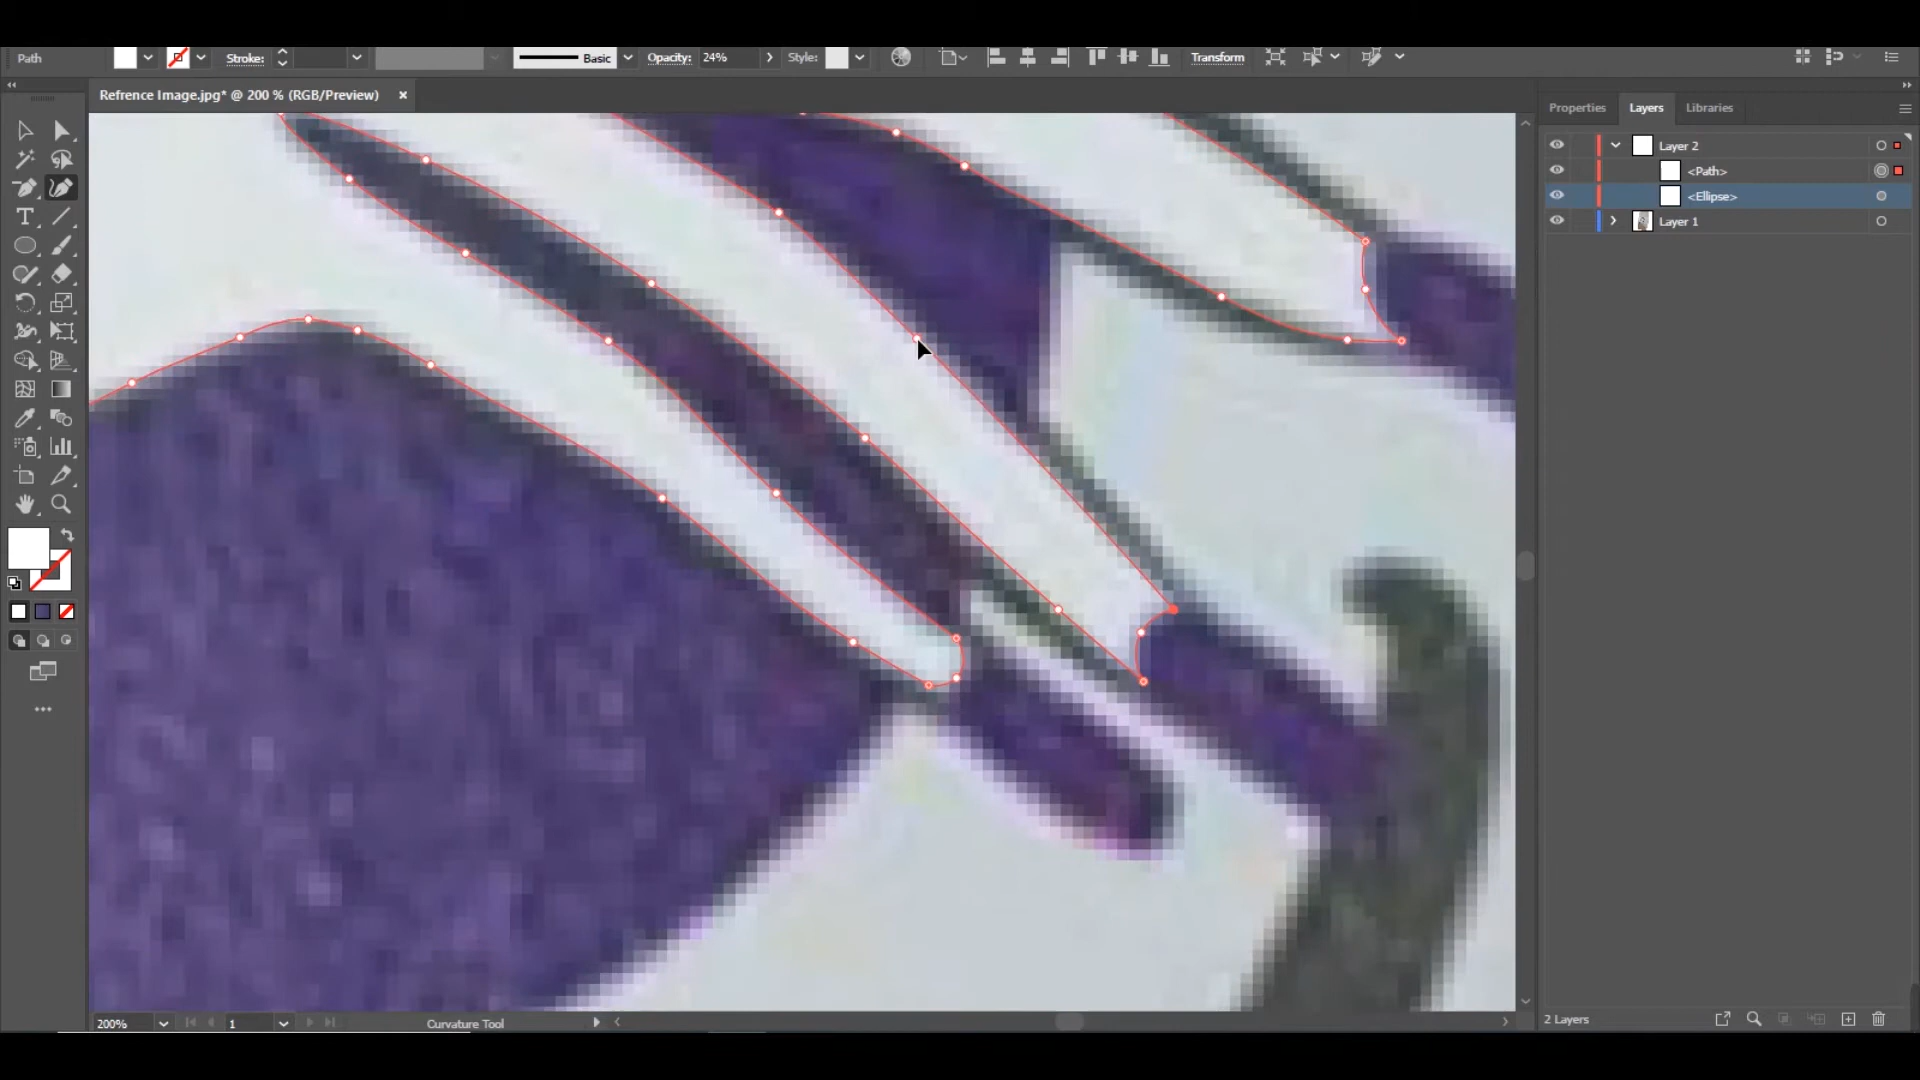 Path Stroke: Basic Opacity: 24% Style: Transform
Refrence Image.jpg* @ 200 % (RGB/Preview) ×
Properties Layers Libraries
Layer 2
<Path>
<Ellipse>
Layer 1
200% 1 Curvature Tool
2 Layers